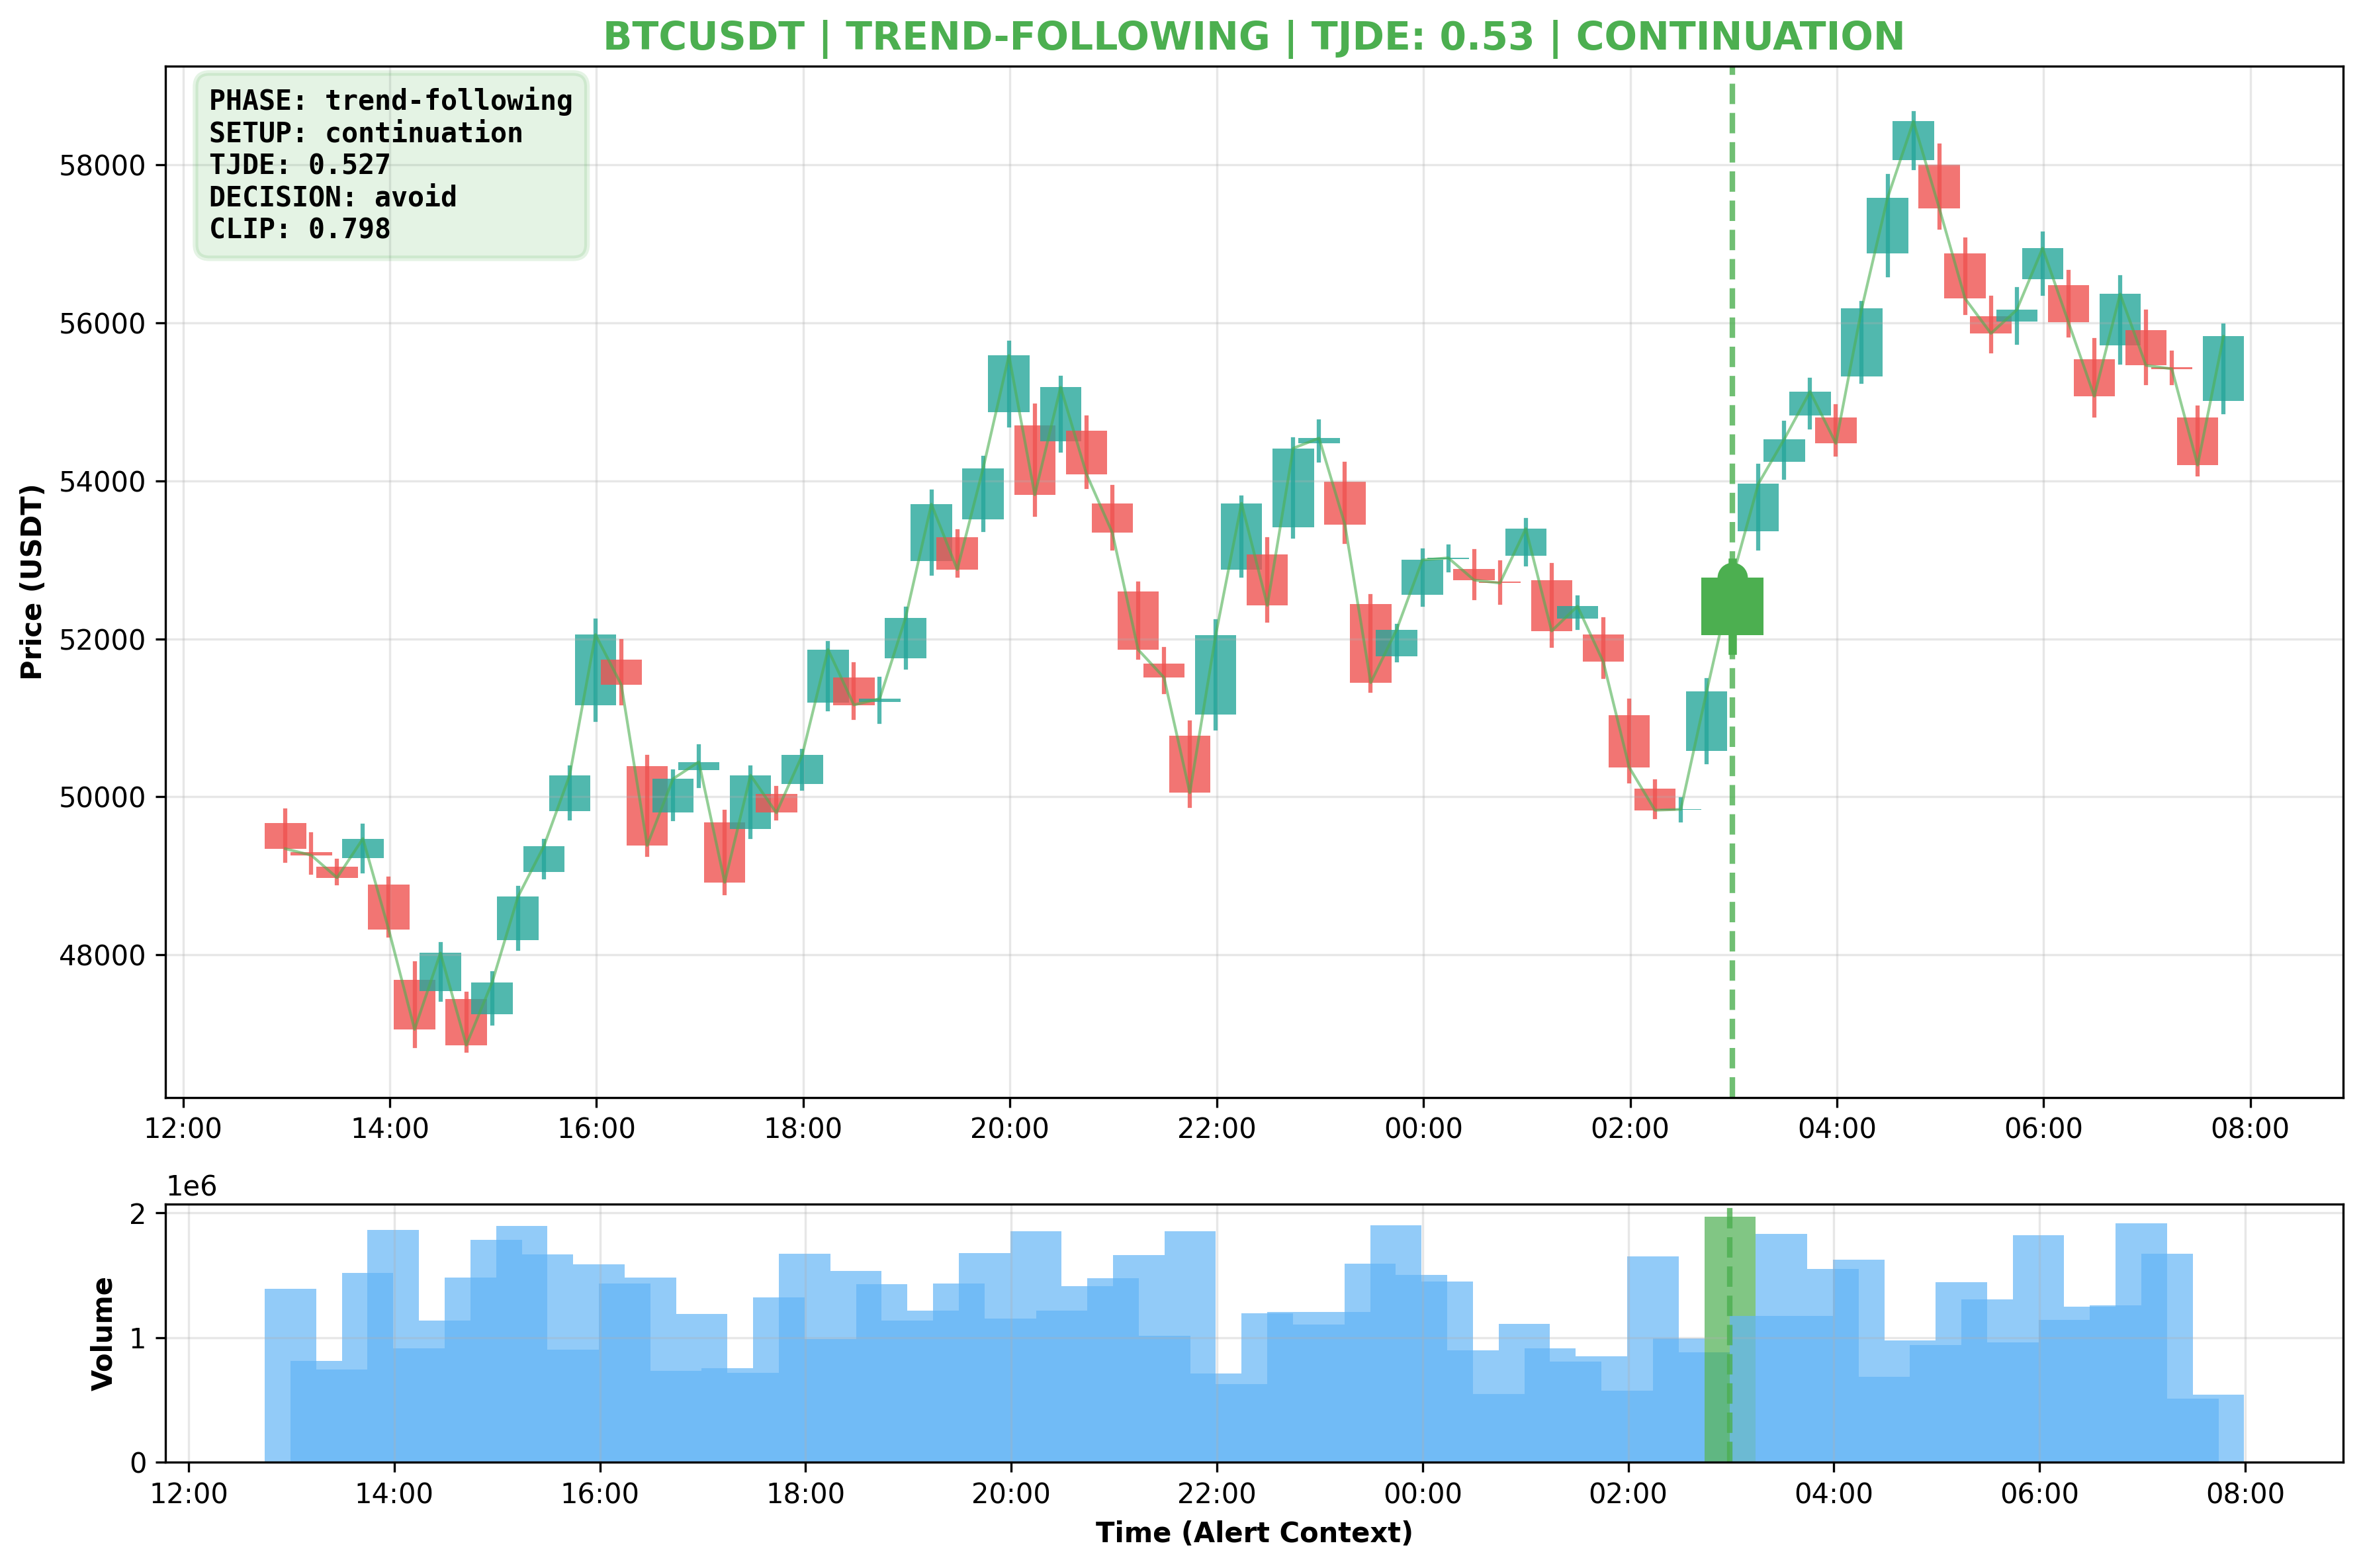 BTCUSDT | TREND-FOLLOWING | TJDE: 0.53 | CONTINUATION
PHASE: trend-following
SETUP: continuation
TJDE: 0.527
DECISION: avoid
CLIP: 0.798
Price (USDT)
58000
56000
54000
52000
50000
48000
12:00 14:00 16:00 18:00 20:00 22:00 00:00 02:00 04:00 06:00 08:00
1e6
Volume
2
1
0
12:00 14:00 16:00 18:00 20:00 22:00 00:00 02:00 04:00 06:00 08:00
Time (Alert Context)